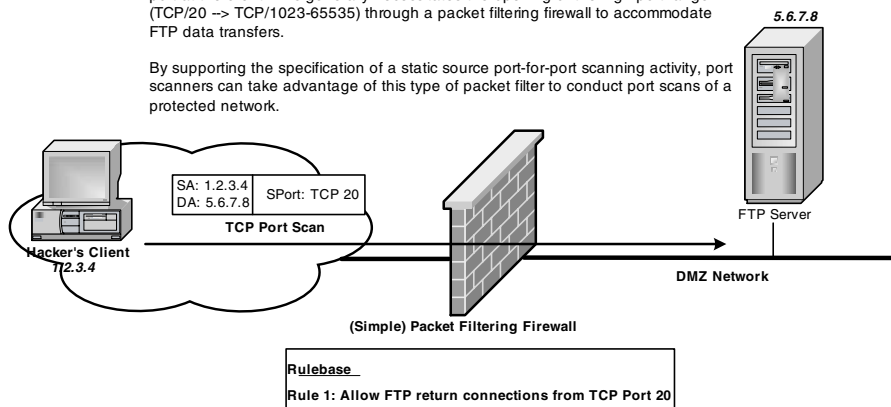 (TCP/20 --> TCP/1023-65535) through a packet filtering firewall to accommodate
FTP data transfers.
By supporting the specification of a static source port-for-port scanning activity, port
scanners can take advantage of this type of packet filter to conduct port scans of a
protected network.
5.6.7.8
SA: 1.2.3.4
DA: 5.6.7.8
SPort: TCP 20
TCP Port Scan
FTP Server
Hacker's Client
1.2.3.4
DMZ Network
(Simple) Packet Filtering Firewall
Rulebase
Rule 1: Allow FTP return connections from TCP Port 20